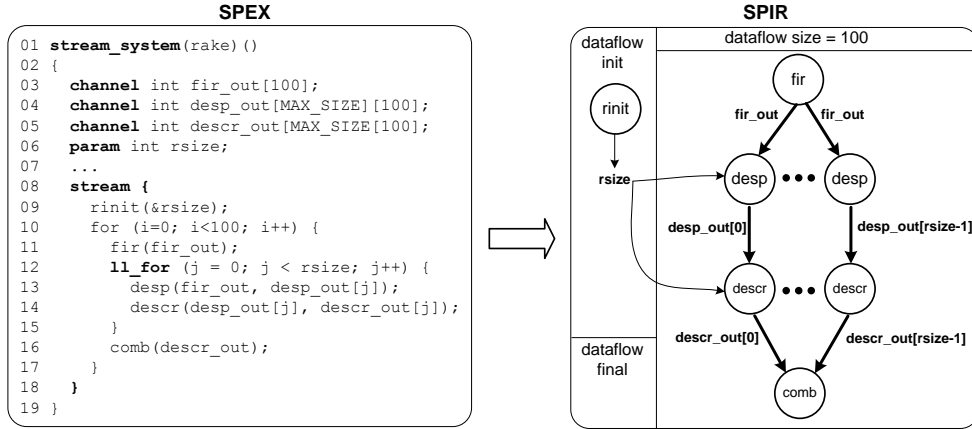 SPEX
01 stream_system(rake)()
02 {
03 channel int fir_out[100];
04 channel int desp_out[MAX_SIZE][100];
05 channel int descr_out[MAX_SIZE[100];
06 param int rsize;
07 ...
08 stream {
09 rinit(&rsize);
10 for (i=0; i<100; i++) {
11 fir(fir_out);
12 ll_for (j = 0; j < rsize; j++) {
13 desp(fir_out, desp_out[j]);
14 descr(desp_out[j], descr_out[j]);
15 }
16 comb(descr_out);
17 }
18 }
19 }
SPIR
dataflow
init
dataflow size = 100
rinit
rsize
fir
fir_out fir_out
desp desp
desp_out[0] desp_out[rsize-1]
descr descr
descr_out[0] descr_out[rsize-1]
comb
dataflow
final